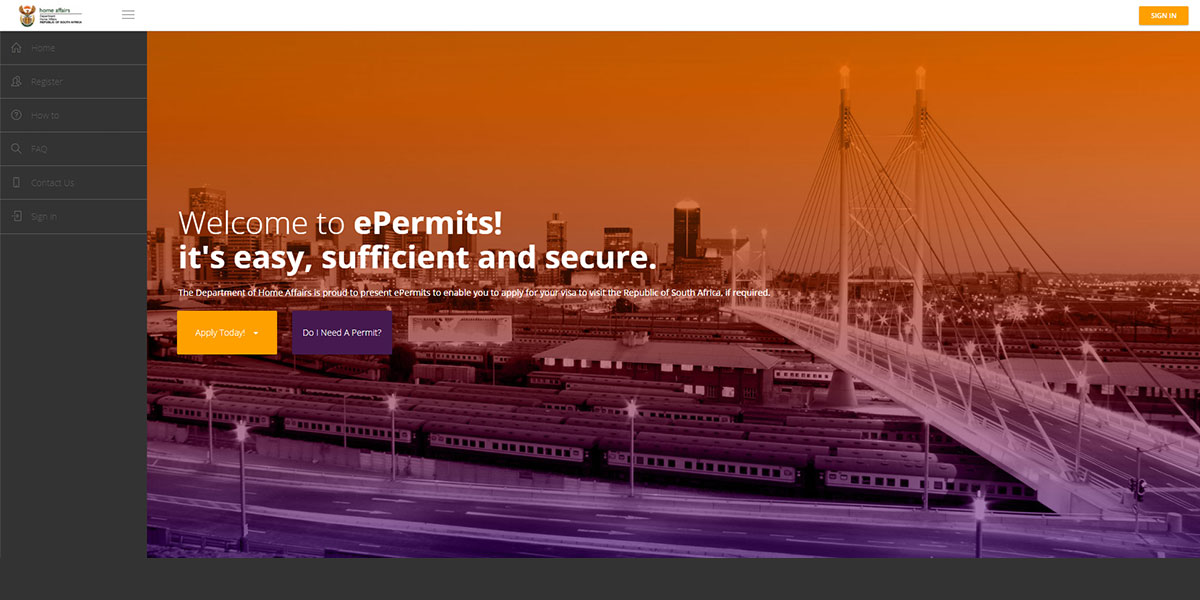 home affairs
Department:
Home Affairs
REPUBLIC OF SOUTH AFRICA
SIGN IN
Home
Register
How to
FAQ
Contact Us
Sign in
Welcome to ePermits!
it's easy, sufficient and secure.
The Department of Home Affairs is proud to present ePermits to enable you to apply for your visa to visit the Republic of South Africa, if required.
Apply Today!
Do I Need A Permit?